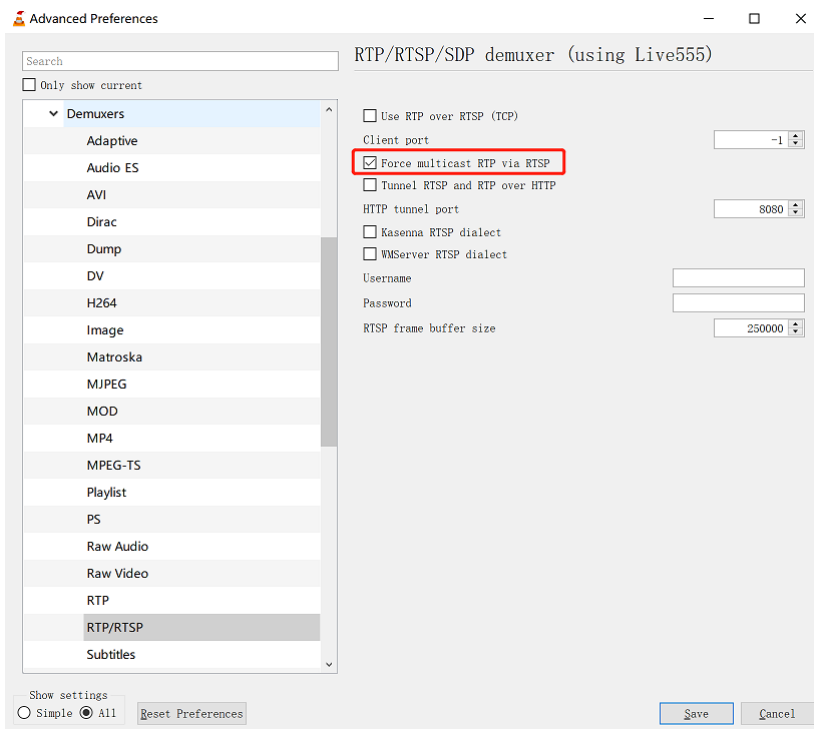 Advanced Preferences
Search
Only show current
Demuxers
Adaptive
Audio ES
AVI
Dirac
Dump
DV
H264
Image
Matroska
MJPEG
MOD
MP4
MPEG-TS
Playlist
PS
Raw Audio
Raw Video
RTP
RTP/RTSP
Subtitles
RTP/RTSP/SDP demuxer (using Live555)
Use RTP over RTSP (TCP)
Client port -1
Force multicast RTP via RTSP
Tunnel RTSP and RTP over HTTP
HTTP tunnel port 8080
Kasenna RTSP dialect
WMServer RTSP dialect
Username
Password
RTSP frame buffer size 250000
Show settings
Simple All
Reset Preferences
Save
Cancel